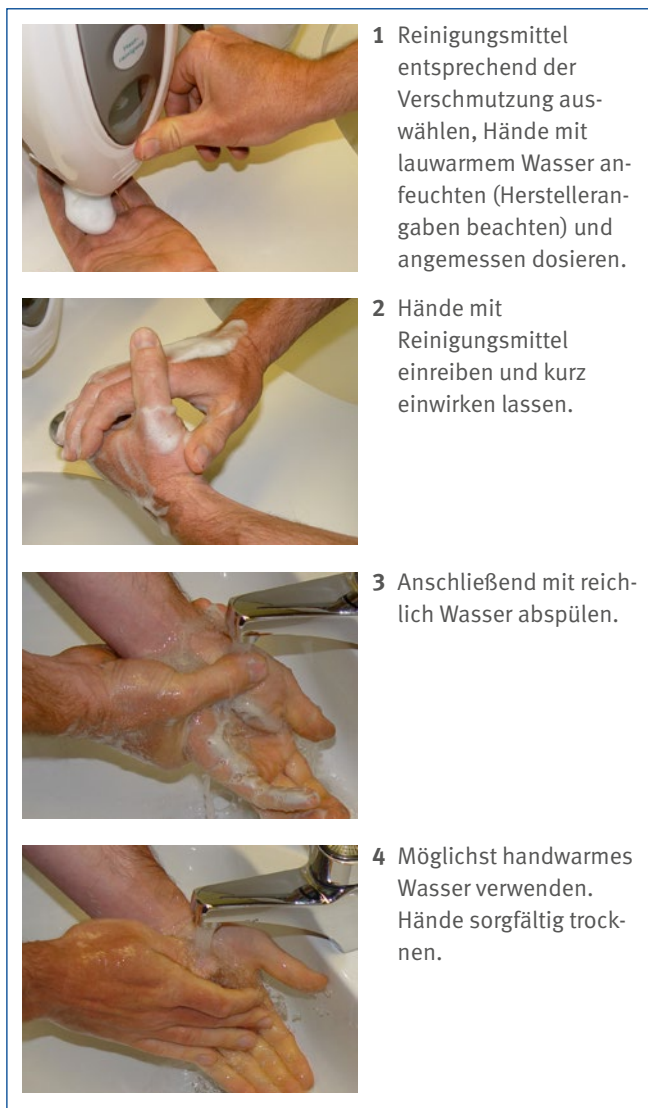 Haut-
reinigung
1 Reinigungsmittel
entsprechend der
Verschmutzung aus-
wählen, Hände mit
lauwarmem Wasser an-
feuchten (Herstelleran-
gaben beachten) und
angemessen dosieren.
2 Hände mit
Reinigungsmittel
einreiben und kurz
einwirken lassen.
3 Anschließend mit reich-
lich Wasser abspülen.
4 Möglichst handwarmes
Wasser verwenden.
Hände sorgfältig trock-
nen.